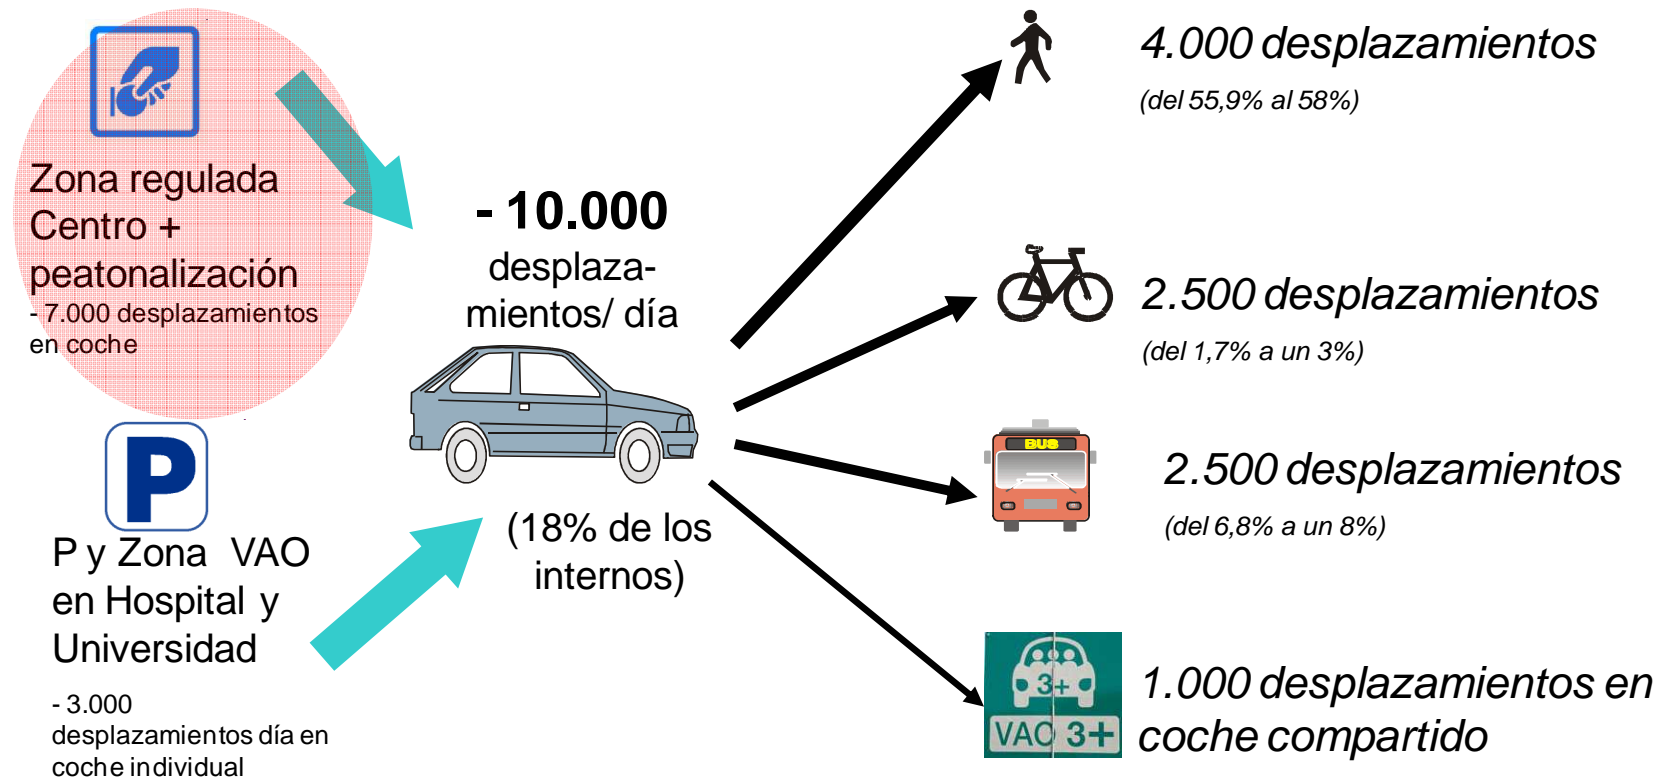 Zona regulada
Centro +
peatonalización
- 7.000 desplazamientos
en coche
P
P y Zona VAO
en Hospital y
Universidad
- 3.000
desplazamientos día en
coche individual
- 10.000
desplaza-
mientos/ día
(18% de los
internos)
4.000 desplazamientos
(del 55,9% al 58%)
2.500 desplazamientos
(del 1,7% a un 3%)
BUS
2.500 desplazamientos
(del 6,8% a un 8%)
3+
VAO 3+
1.000 desplazamientos en
coche compartido